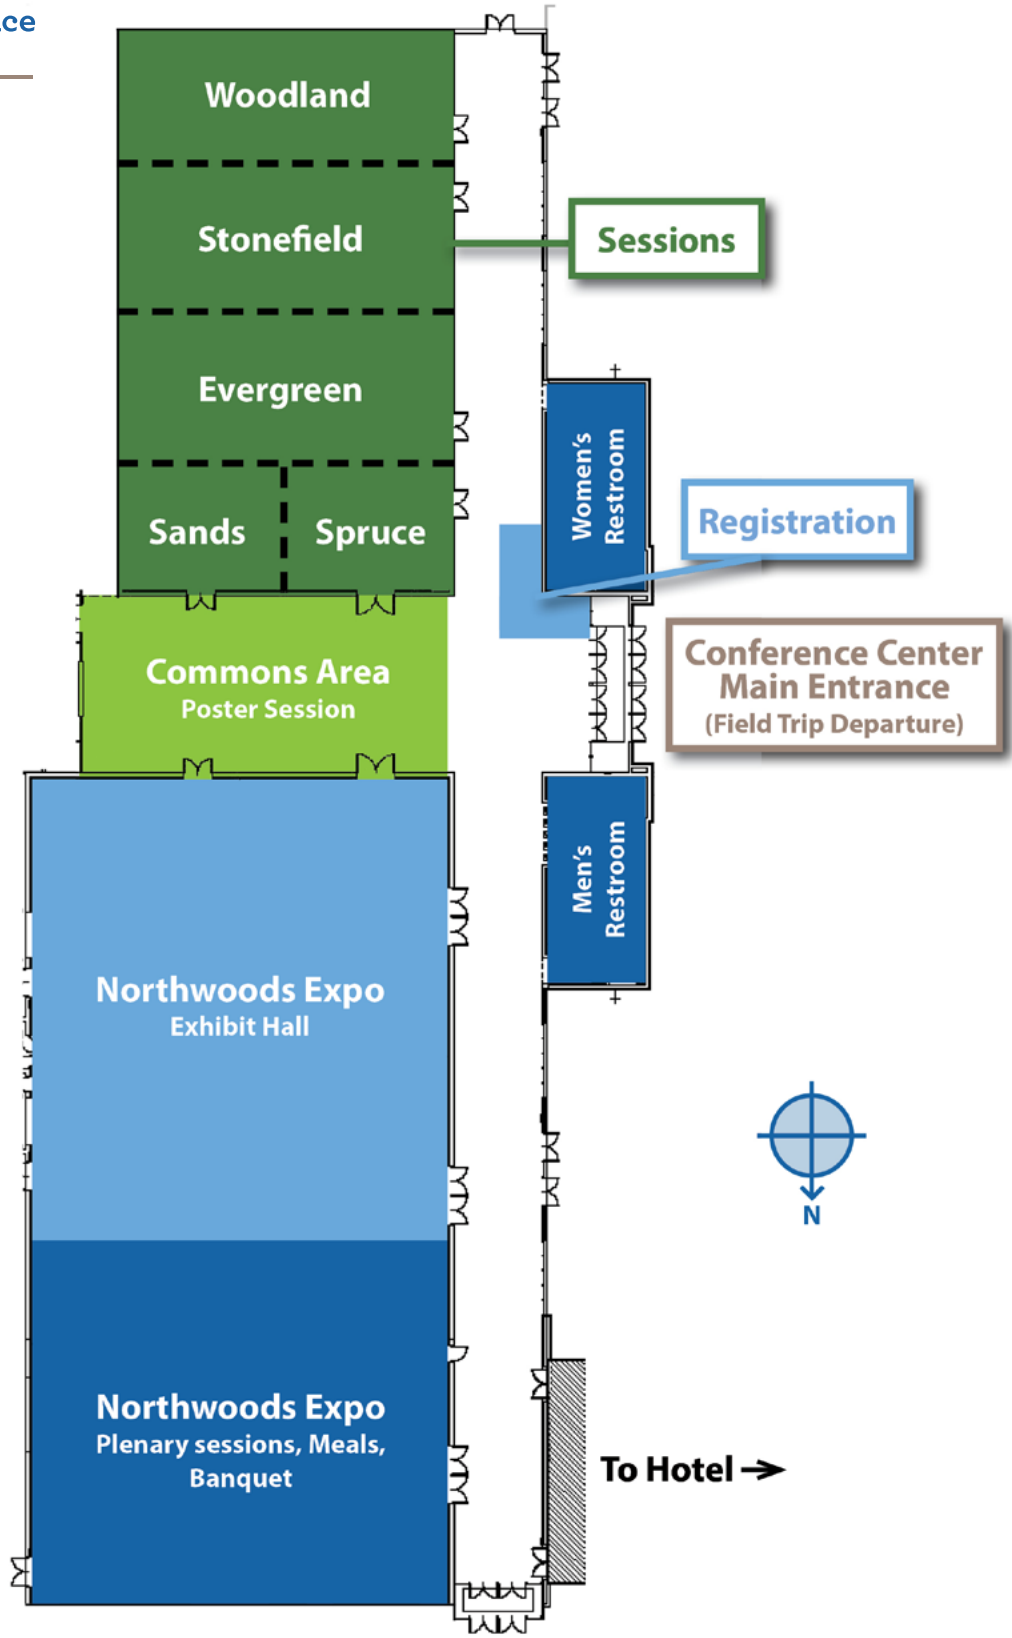 Woodland
Stonefield
Sessions
Evergreen
Women's
Restroom
Sands
Spruce
Registration
Commons Area
Poster Session
Conference Center
Main Entrance
(Field Trip Departure)
Men's
Restroom
Northwoods Expo
Exhibit Hall
N
Northwoods Expo
Plenary sessions, Meals,
Banquet
To Hotel →